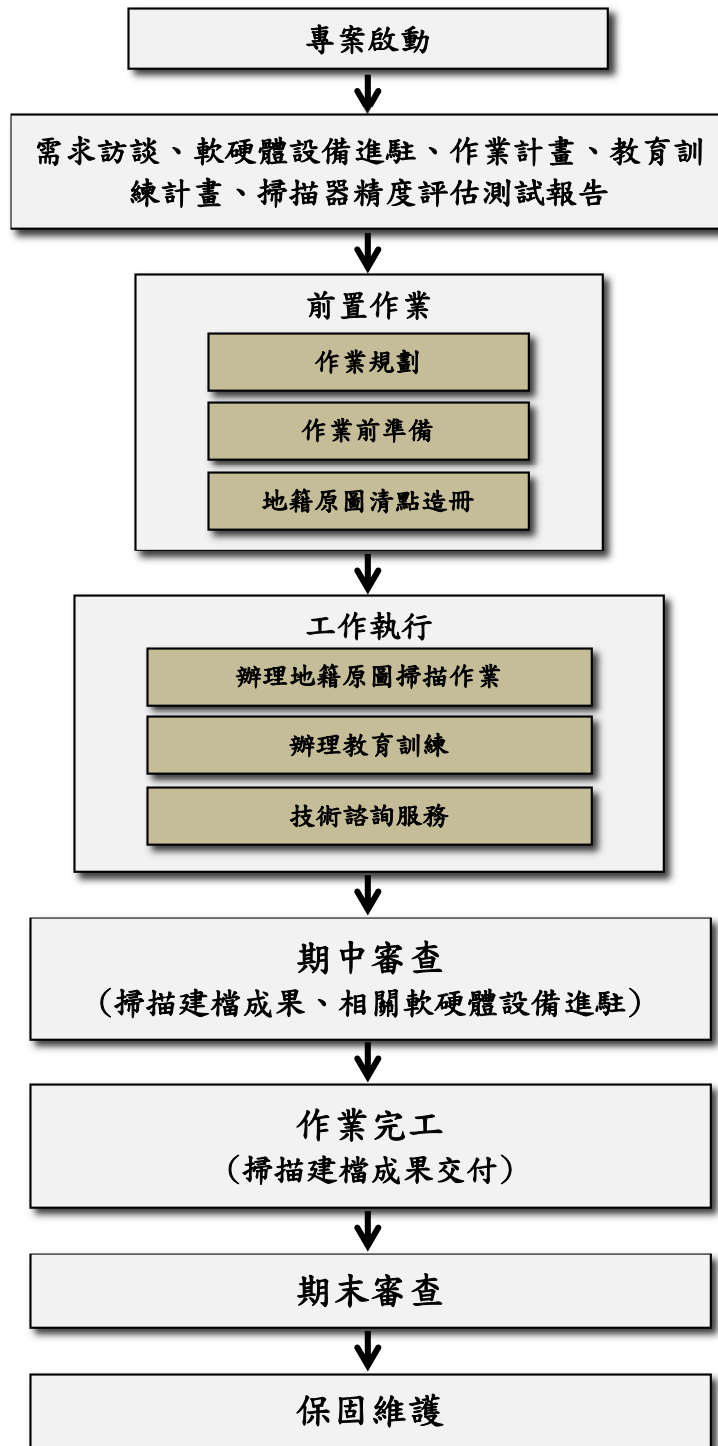 專案啟動
需求訪談、軟硬體設備進駐、作業計畫、教育訓
練計畫、掃描器精度評估測試報告
前置作業
作業規劃
作業前準備
地籍原圖清點造冊
工作執行
辦理地籍原圖掃描作業
辦理教育訓練
技術諮詢服務
期中審查
（掃描建檔成果、相關軟硬體設備進駐）
作業完工
（掃描建檔成果交付）
期末審查
保固維護